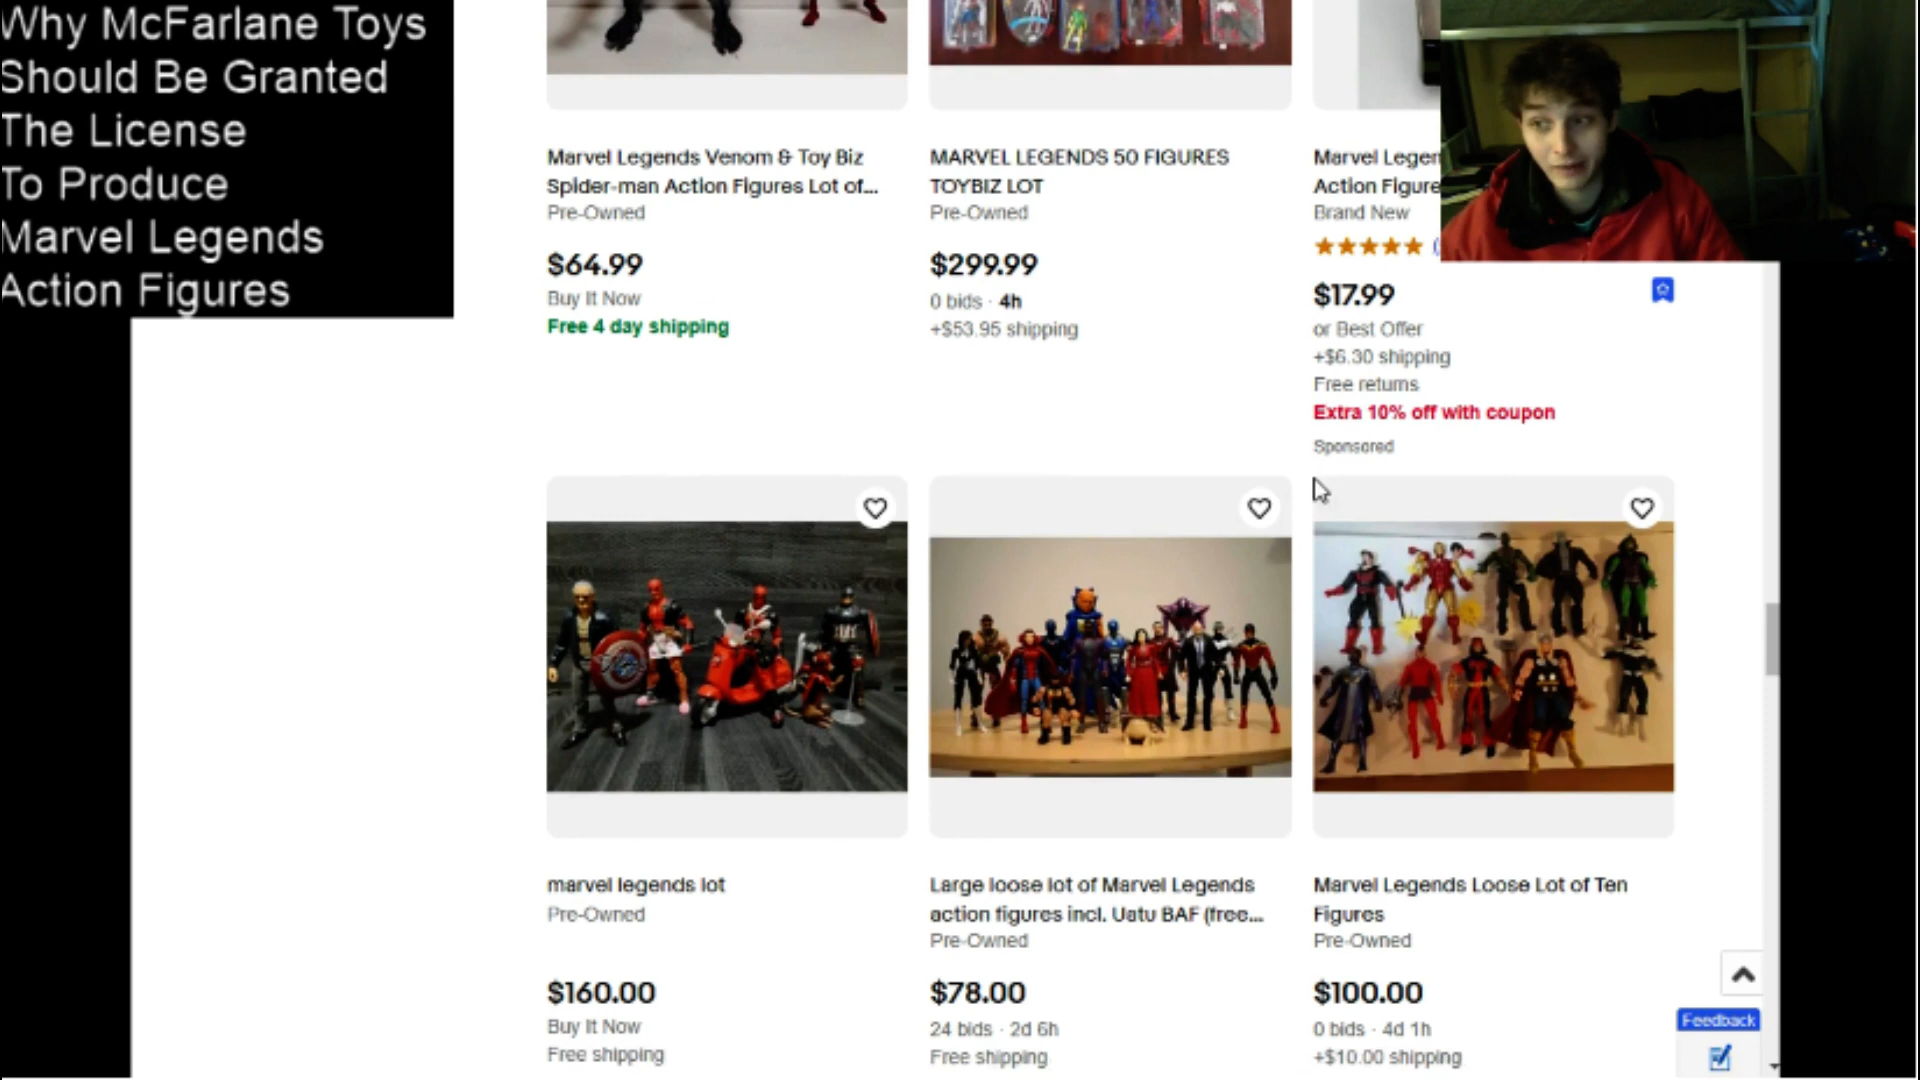 Why McFarlane Toys
Should Be Granted
The License
To Produce
Marvel Legends
Action Figures
Marvel Legends Venom & Toy Biz
Spider-man Action Figures Lot of...
Pre-Owned
$64.99
Buy It Now
Free 4 day shipping
MARVEL LEGENDS 50 FIGURES
TOYBIZ LOT
Pre-Owned
$299.99
0 bids · 4h
+$53.95 shipping
Marvel Legen
Action Figure
Brand New
$17.99
or Best Offer
+$6.30 shipping
Free returns
Extra 10% off with coupon
Sponsored
marvel legends lot
Pre-Owned
$160.00
Buy It Now
Free shipping
Large loose lot of Marvel Legends
action figures incl. Uatu BAF (free...
Pre-Owned
$78.00
24 bids · 2d 6h
Free shipping
Marvel Legends Loose Lot of Ten
Figures
Pre-Owned
$100.00
0 bids · 4d 1h
+$10.00 shipping
Feedback